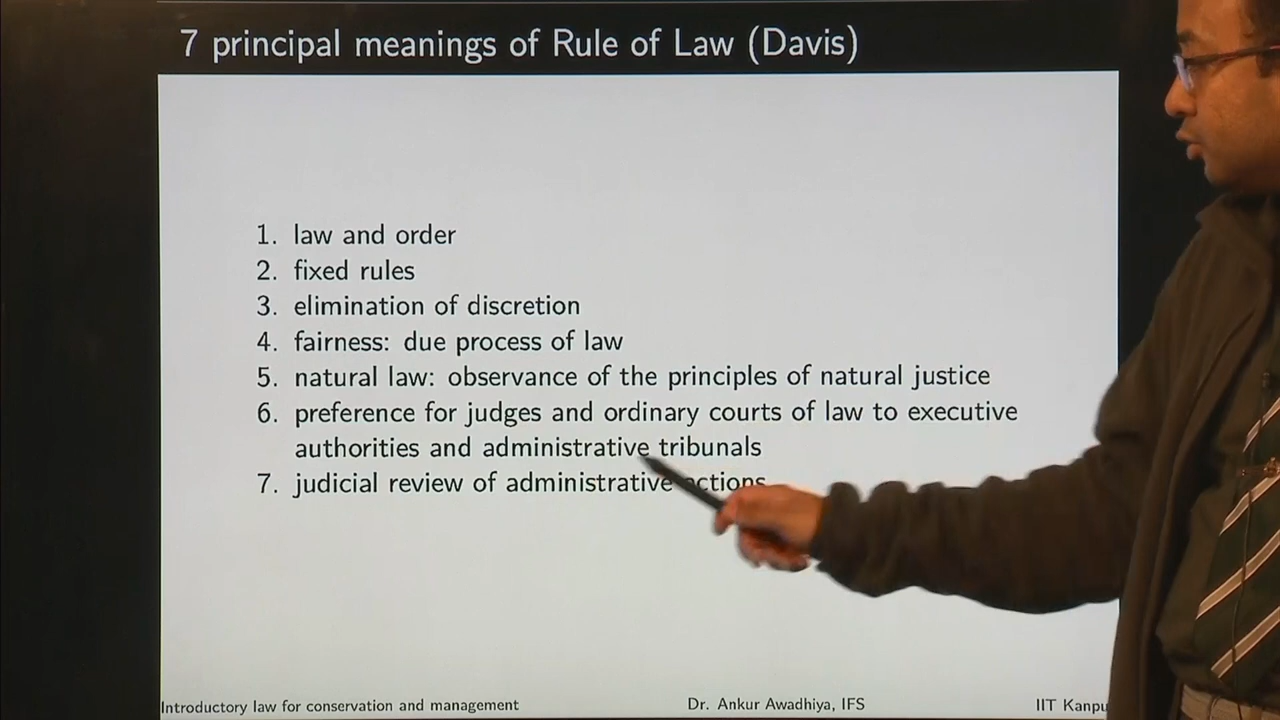 7 principal meanings of Rule of Law (Davis)
1. law and order
2. fixed rules
3. elimination of discretion
4. fairness: due process of law
5. natural law: observance of the principles of natural justice
6. preference for judges and ordinary courts of law to executive
authorities and administrative tribunals
7. judicial review of administrative actions
Introductory law for conservation and management Dr. Ankur Awadhiya, IFS IIT Kanpu